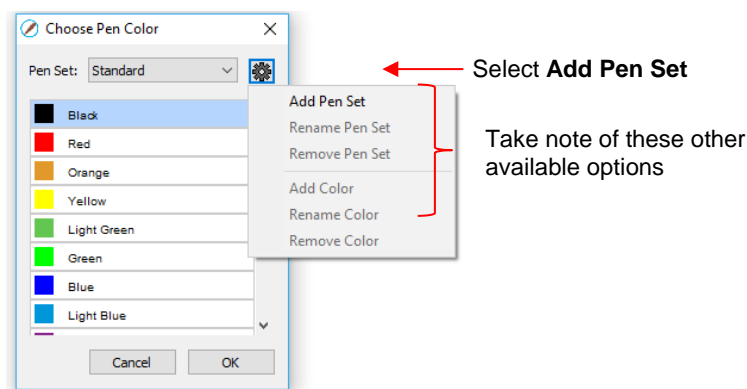 Choose Pen Color
Pen Set: Standard
Select Add Pen Set
Add Pen Set
Rename Pen Set
Remove Pen Set
Add Color
Rename Color
Remove Color
Take note of these other
available options
Black
Red
Orange
Yellow
Light Green
Green
Blue
Light Blue
Cancel OK